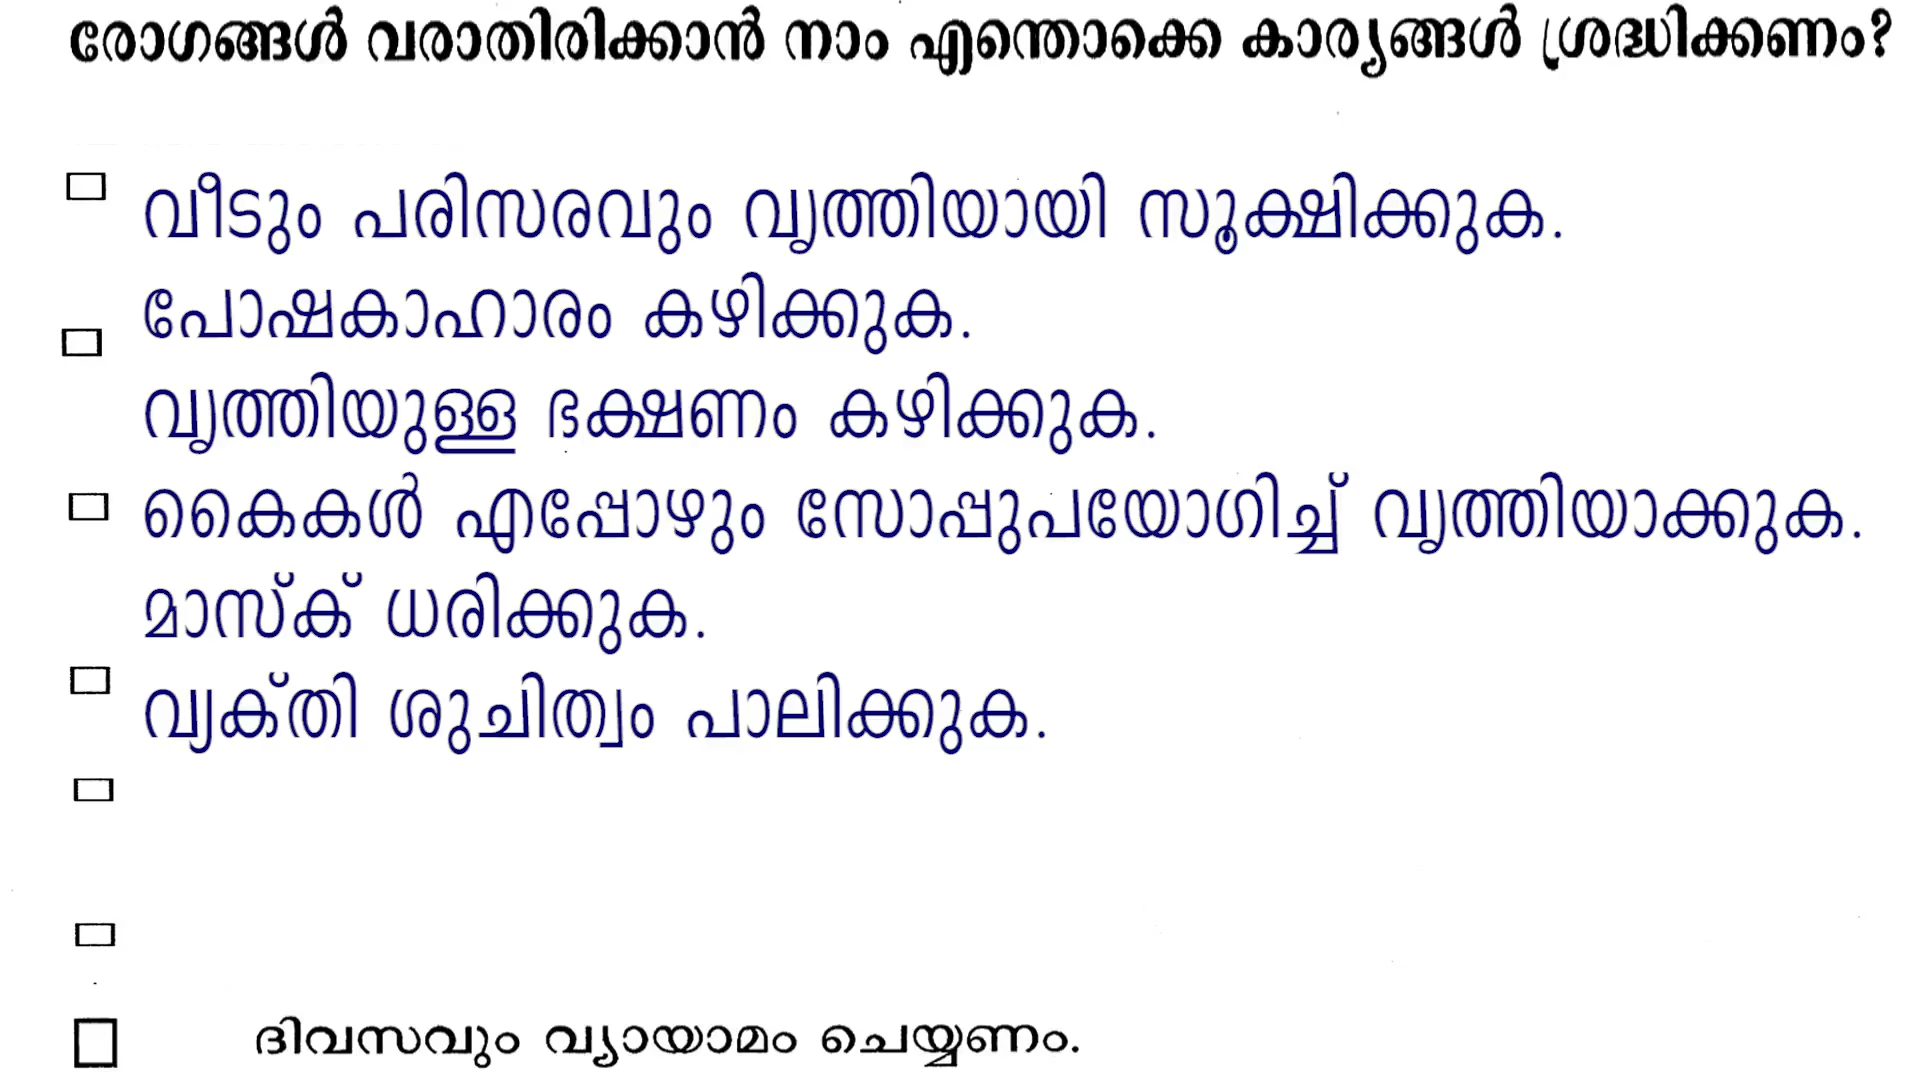 രോഗങ്ങൾ വരാതിരിക്കാൻ നാം എന്തൊക്കെ കാര്യങ്ങൾ ശ്രദ്ധിക്കണം?
വീടും പരിസരവും വൃത്തിയായി സൂക്ഷിക്കുക.
പോഷകാഹാരം കഴിക്കുക.
വൃത്തിയുള്ള ഭക്ഷണം കഴിക്കുക.
കൈകൾ എപ്പോഴും സോപ്പുപയോഗിച്ച് വൃത്തിയാക്കുക.
മാസ്ക് ധരിക്കുക.
വ്യക്തി ശുചിത്വം പാലിക്കുക.
ദിവസവും വ്യായാമം ചെയ്യണം.